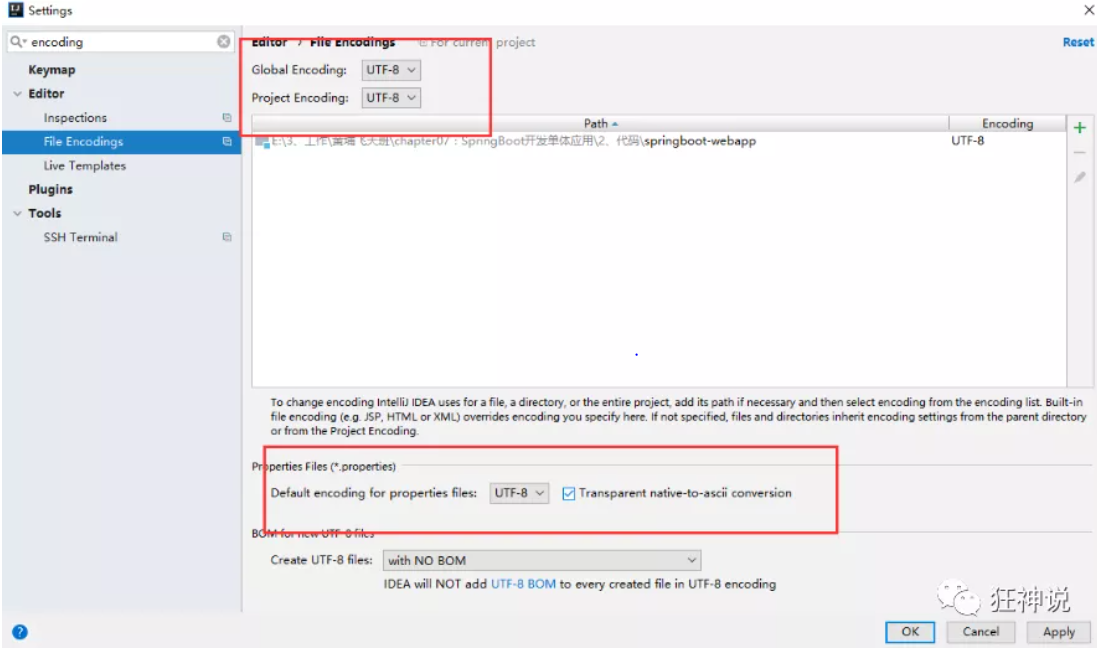 Settings
encoding
Editor › File Encodings For current project
Reset
Keymap
Global Encoding: UTF-8
Editor
Project Encoding: UTF-8
Inspections
Path Encoding
File Encodings
E:\3、工作\黄埔飞天班\chapter07:SpringBoot开发单体应用\2、代码\springboot-webapp UTF-8
Live Templates
Plugins
Tools
SSH Terminal
To change encoding IntelliJ IDEA uses for a file, a directory, or the entire project, add its path if necessary and then select encoding from the encoding list. Built-in
file encoding (e.g. JSP, HTML or XML) overrides encoding you specify here. If not specified, files and directories inherit encoding settings from the parent directory
or from the Project Encoding.
Properties Files (*.properties)
Default encoding for properties files: UTF-8 Transparent native-to-ascii conversion
BOM for new UTF-8 files
Create UTF-8 files: with NO BOM
IDEA will NOT add UTF-8 BOM to every created file in UTF-8 encoding
狂神说
?
OK Cancel Apply